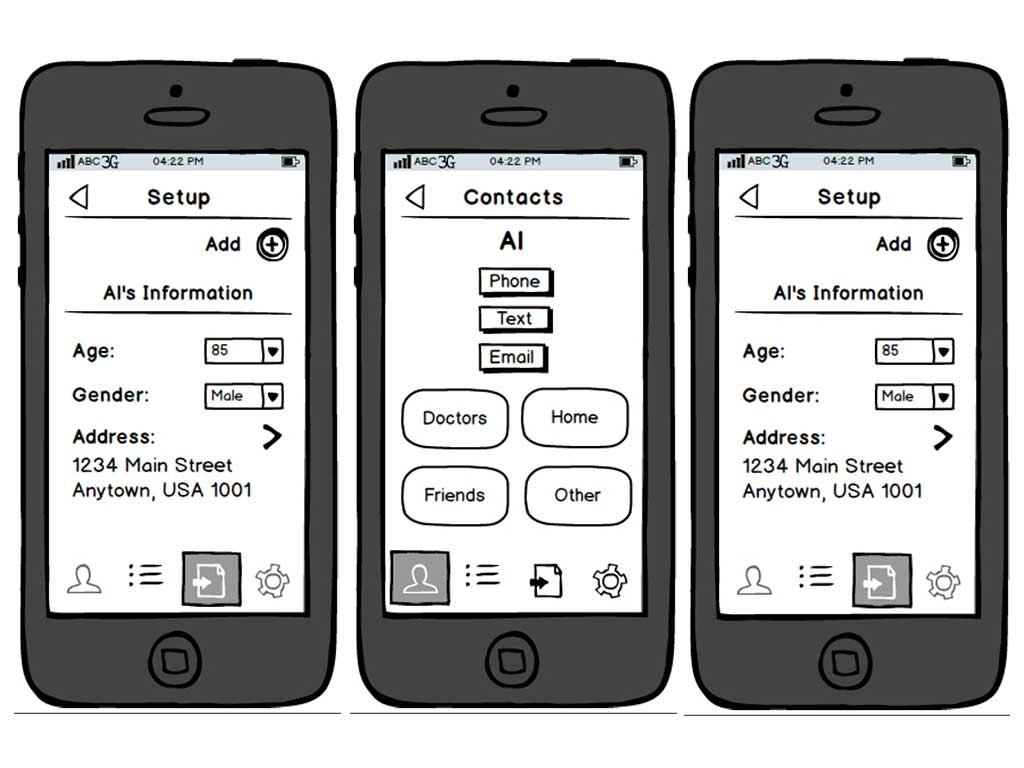 ABC 3G 04:22 PM
Setup
Add
Al's Information
Age: 85
Gender: Male
Address:
1234 Main Street
Anytown, USA 1001
ABC 3G 04:22 PM
Contacts
Al
Phone
Text
Email
Doctors Home
Friends Other
ABC 3G 04:22 PM
Setup
Add
Al's Information
Age: 85
Gender: Male
Address:
1234 Main Street
Anytown, USA 1001